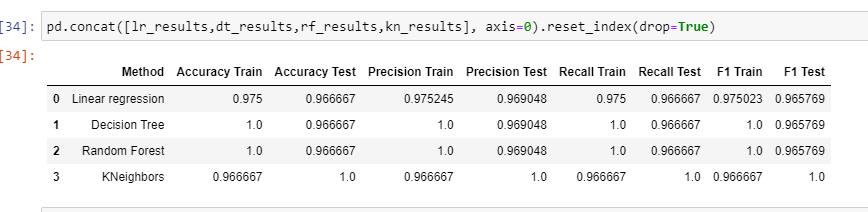 [34]: pd.concat([lr_results,dt_results,rf_results,kn_results], axis=0).reset_index(drop=True)
[34]:
Method Accuracy Train Accuracy Test Precision Train Precision Test Recall Train Recall Test F1 Train F1 Test
0 Linear regression 0.975 0.966667 0.975245 0.969048 0.975 0.966667 0.975023 0.965769
1 Decision Tree 1.0 0.966667 1.0 0.969048 1.0 0.966667 1.0 0.965769
2 Random Forest 1.0 0.966667 1.0 0.969048 1.0 0.966667 1.0 0.965769
3 KNeighbors 0.966667 1.0 0.966667 1.0 0.966667 1.0 0.966667 1.0